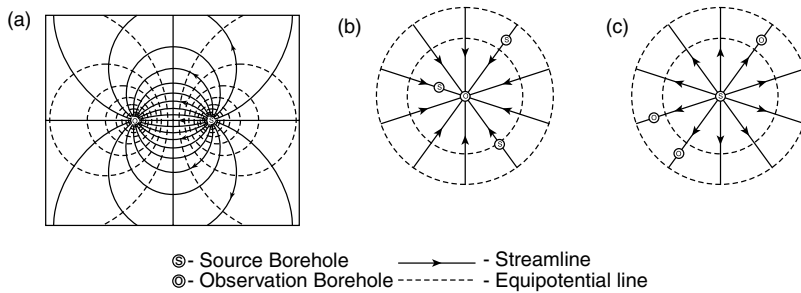 (a)
(b)
(c)
S
O
S
S
O
O
S
O
Ⓢ - Source Borehole - Streamline
Ⓞ - Observation Borehole - Equipotential line